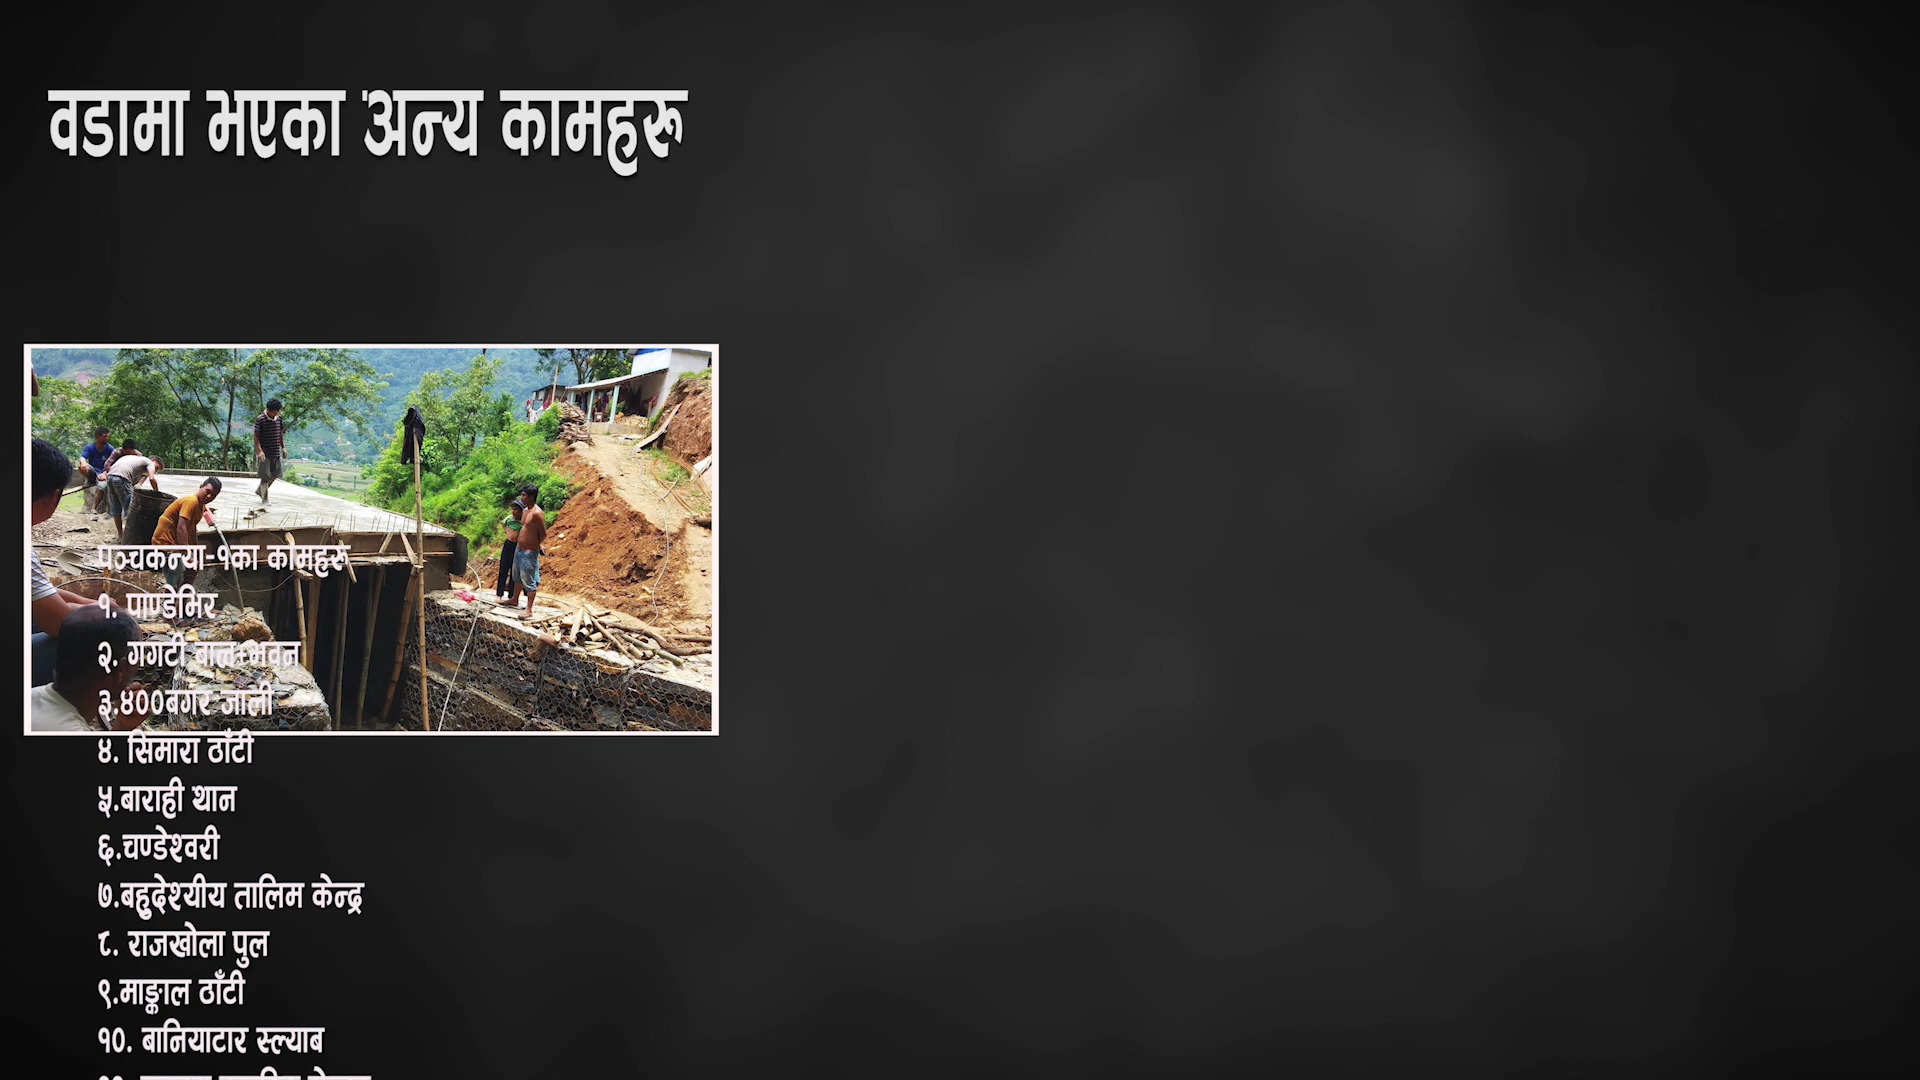 वडामा भएका अन्य कामहरू
पञ्चकन्या-१का कामहरू
१. पाण्डेभिर
२. गगटी बाल भवन
३.४००बगर जाली
४. सिमारा ठाँटी
५.बाराही थान
६.चण्डेश्वरी
७.बहुदेश्यीय तालिम केन्द्र
८. राजखोला पुल
९.माङ्काल ठाँटी
१०. बानियाटार स्ल्याब